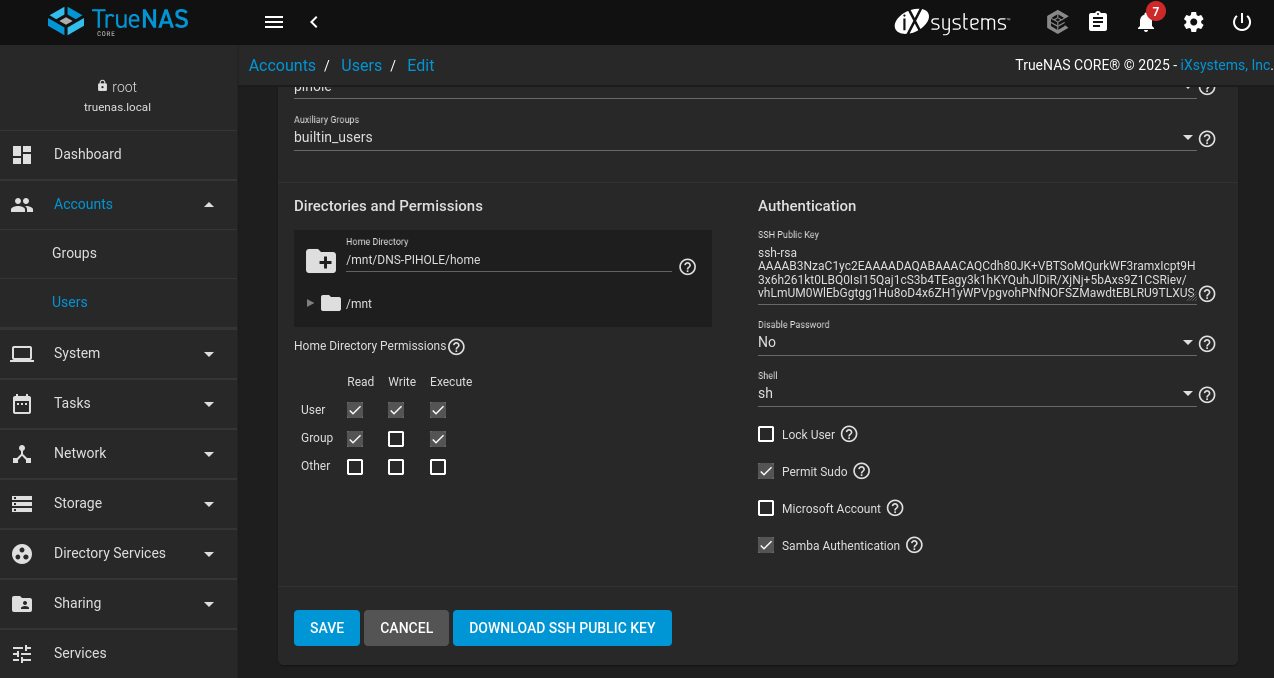 TrueNAS
CORE
iXsystems
7
root
truenas.local
Accounts / Users / Edit
TrueNAS CORE® © 2025 - iXsystems, Inc.
Dashboard
Accounts
Groups
Users
System
Tasks
Network
Storage
Directory Services
Sharing
Services
pihole
Auxiliary Groups
builtin_users
Directories and Permissions
Home Directory
/mnt/DNS-PIHOLE/home
/mnt
Home Directory Permissions
Read Write Execute
User
Group
Other
Authentication
SSH Public Key
ssh-rsa
AAAAB3NzaC1yc2EAAAADAQABAAACAQCdh80JK+VBTSoMQurkWF3ramxIcpt9H
3x6h261kt0LBQ0IsI15Qaj1cS3b4TEagy3k1hKYQuhJlDiR/XjNj+5bAxs9Z1CSRiev/
vhLmUM0WlEbGgtgg1Hu8oD4x6ZH1yWPVpgvohPNfNOFSZMawdtEBLRU9TLXUS
Disable Password
No
Shell
sh
Lock User
Permit Sudo
Microsoft Account
Samba Authentication
SAVE
CANCEL
DOWNLOAD SSH PUBLIC KEY